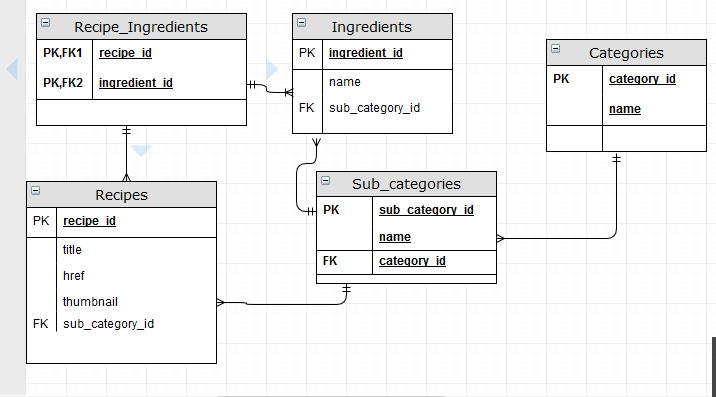 Recipe_Ingredients
PK,FK1 recipe_id
PK,FK2 ingredient_id
Ingredients
PK ingredient_id
name
FK sub_category_id
Categories
PK category_id
name
Recipes
PK recipe_id
title
href
thumbnail
FK sub_category_id
Sub_categories
PK sub_category_id
name
FK category_id